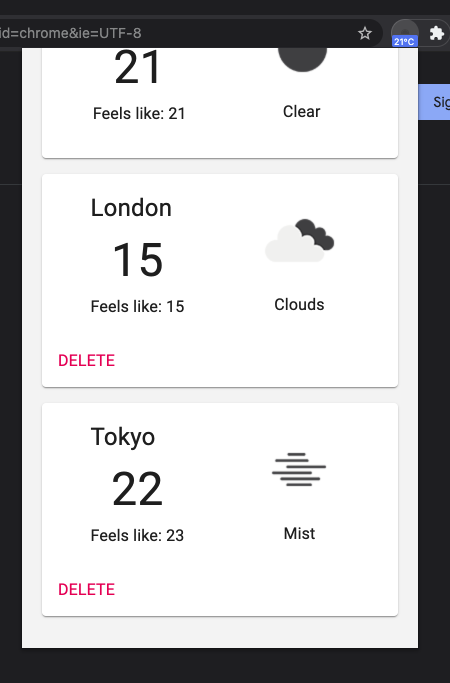 id=chrome&ie=UTF-8
21°C
Sig
21
Feels like: 21
Clear
London
15
Feels like: 15
Clouds
DELETE
Tokyo
22
Feels like: 23
Mist
DELETE